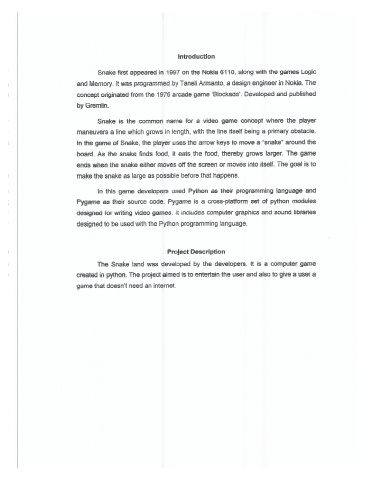 Introduction
Snake first appeared in 1997 on the Nokia 6110, along with the games Logic
and Memory. It was programmed by Taneli Armanto, a design engineer in Nokia. The
concept originated from the 1976 arcade game 'Blockade'. Developed and published
by Gremlin.
Snake is the common name for a video game concept where the player
maneuvers a line which grows in length, with the line itself being a primary obstacle.
In the game of Snake, the player uses the arrow keys to move a "snake" around the
board. As the snake finds food, it eats the food, thereby grows larger. The game
ends when the snake either moves off the screen or moves into itself. The goal is to
make the snake as large as possible before that happens.
In this game developers used Python as their programming language and
Pygame as their source code. Pygame is a cross-platform set of python modules
designed for writing video games. It includes computer graphics and sound libraries
designed to be used with the Python programming language.
Project Description
The Snake land was developed by the developers. It is a computer game
created in python. The project aimed is to entertain the user and also to give a user a
game that doesn't need an internet.